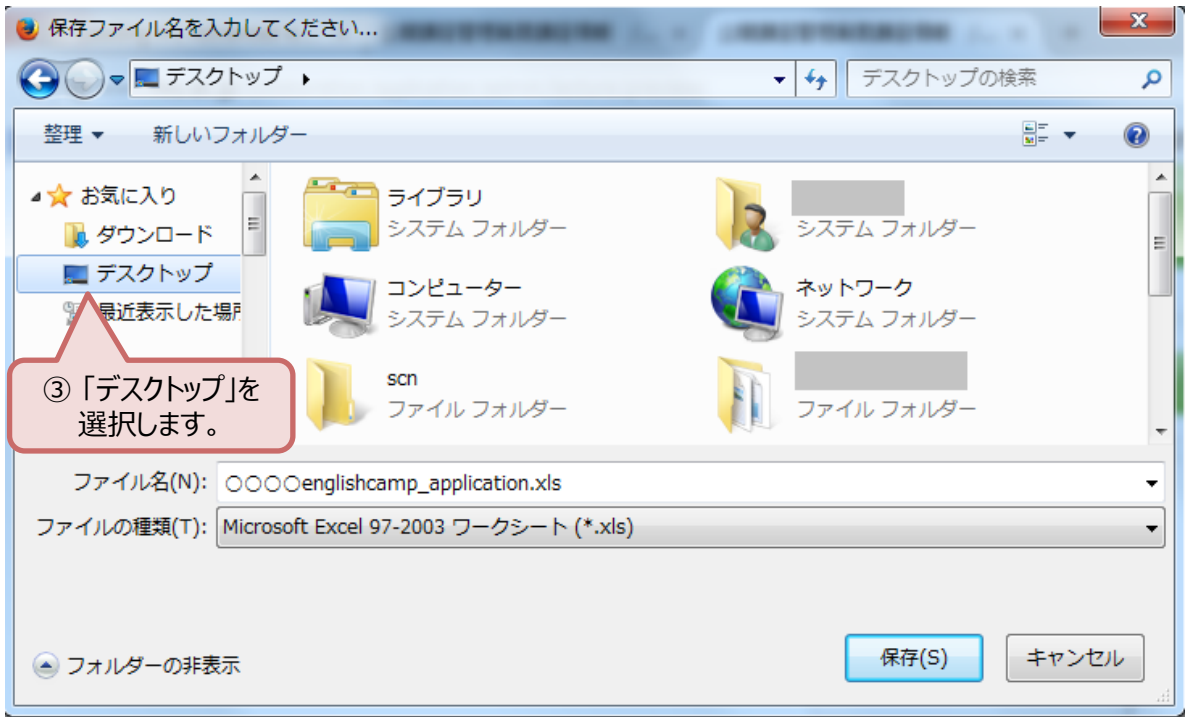 保存ファイル名を入力してください...
デスクトップ
デスクトップの検索
整理
新しいフォルダー
お気に入り
ダウンロード
デスクトップ
最近表示した場所
ライブラリ
システム フォルダー
システム フォルダー
コンピューター
システム フォルダー
ネットワーク
システム フォルダー
scn
ファイル フォルダー
ファイル フォルダー
③「デスクトップ」を
選択します。
ファイル名(N): ○○○○englishcamp_application.xls
ファイルの種類(T): Microsoft Excel 97-2003 ワークシート (*.xls)
フォルダーの非表示
保存(S)
キャンセル